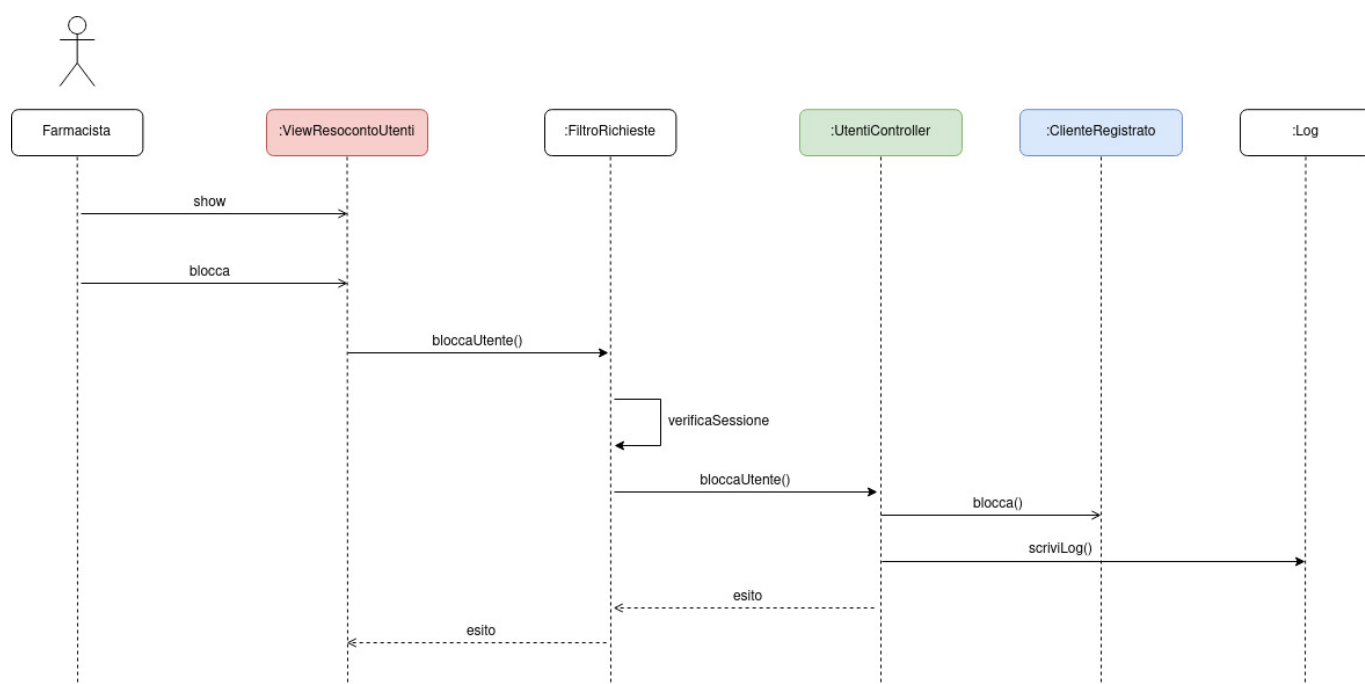 Farmacista
:ViewResocontoUtenti
:FiltroRichieste
:UtentiController
:ClienteRegistrato
:Log
show
blocca
bloccaUtente()
verificaSessione
bloccaUtente()
blocca()
scriviLog()
esito
esito